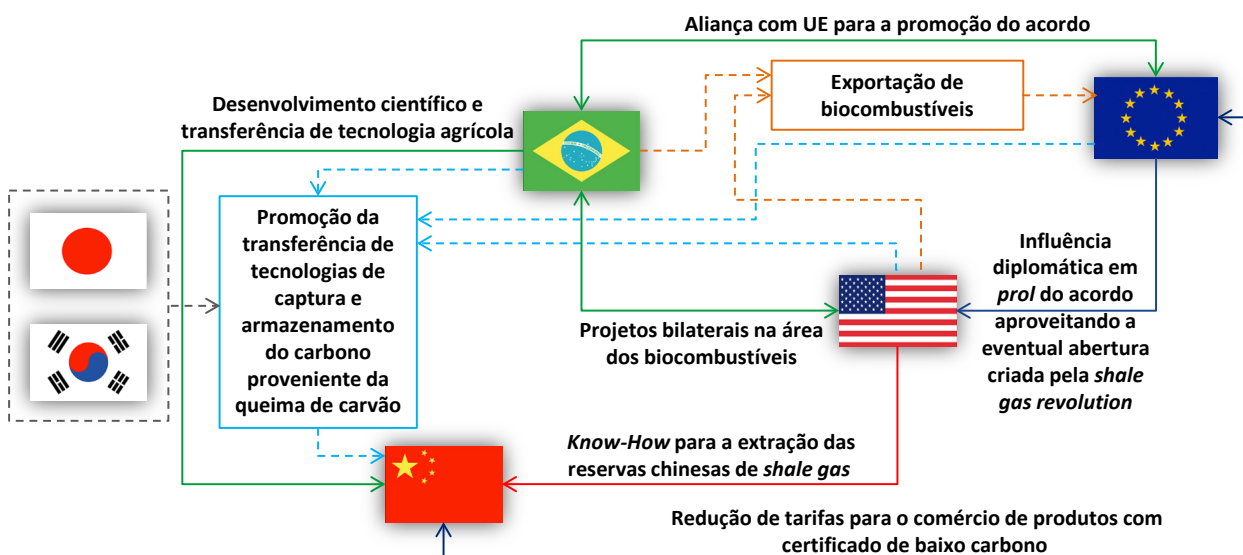 Aliança com UE para a promoção do acordo
Exportação de
biocombustíveis
Desenvolvimento científico e
transferência de tecnologia agrícola
Promoção da
transferência de
tecnologias de
captura e
armazenamento
do carbono
proveniente da
queima de carvão
Influência
diplomática em
prol do acordo
aproveitando a
eventual abertura
criada pela shale
gas revolution
Projetos bilaterais na área
dos biocombustíveis
Know-How para a extração das
reservas chinesas de shale gas
Redução de tarifas para o comércio de produtos com
certificado de baixo carbono